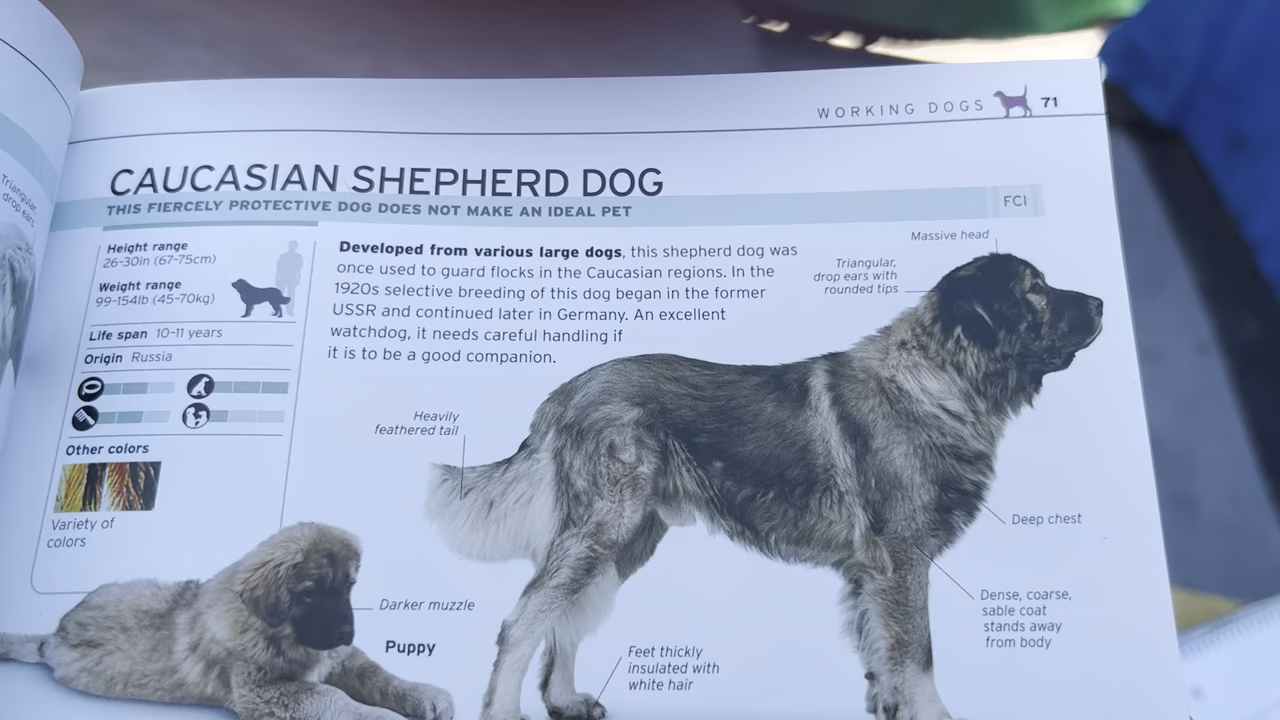 WORKING DOGS 71
Triangular,
drop ears
CAUCASIAN SHEPHERD DOG
THIS FIERCELY PROTECTIVE DOG DOES NOT MAKE AN IDEAL PET
FCI
Height range
26-30in (67-75cm)
Weight range
99-154lb (45-70kg)
Life span 10-11 years
Origin Russia
Other colors
Variety of
colors
Developed from various large dogs, this shepherd dog was
once used to guard flocks in the Caucasian regions. In the
1920s selective breeding of this dog began in the former
USSR and continued later in Germany. An excellent
watchdog, it needs careful handling if
it is to be a good companion.
Massive head
Triangular,
drop ears with
rounded tips
Heavily
feathered tail
Deep chest
Dense, coarse,
sable coat
stands away
from body
Darker muzzle
Puppy
Feet thickly
insulated with
white hair